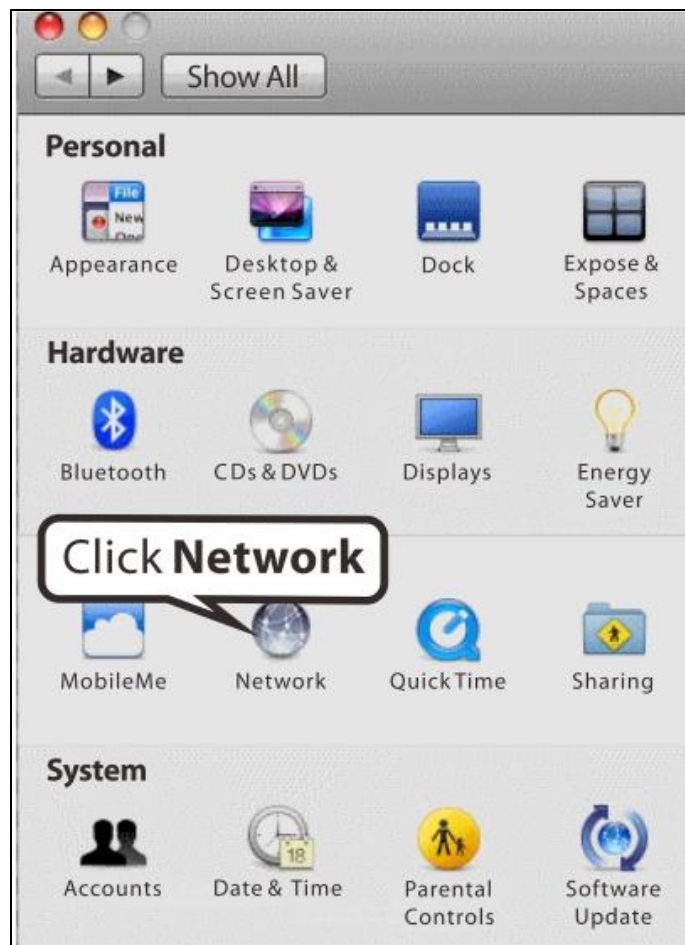 Show All
Personal
File
New
Appearance
Desktop &
Screen Saver
Dock
Expose &
Spaces
Hardware
Bluetooth
CDs & DVDs
Displays
Energy
Saver
Click Network
MobileMe
Network
QuickTime
Sharing
System
18
Accounts
Date & Time
Parental
Controls
Software
Update